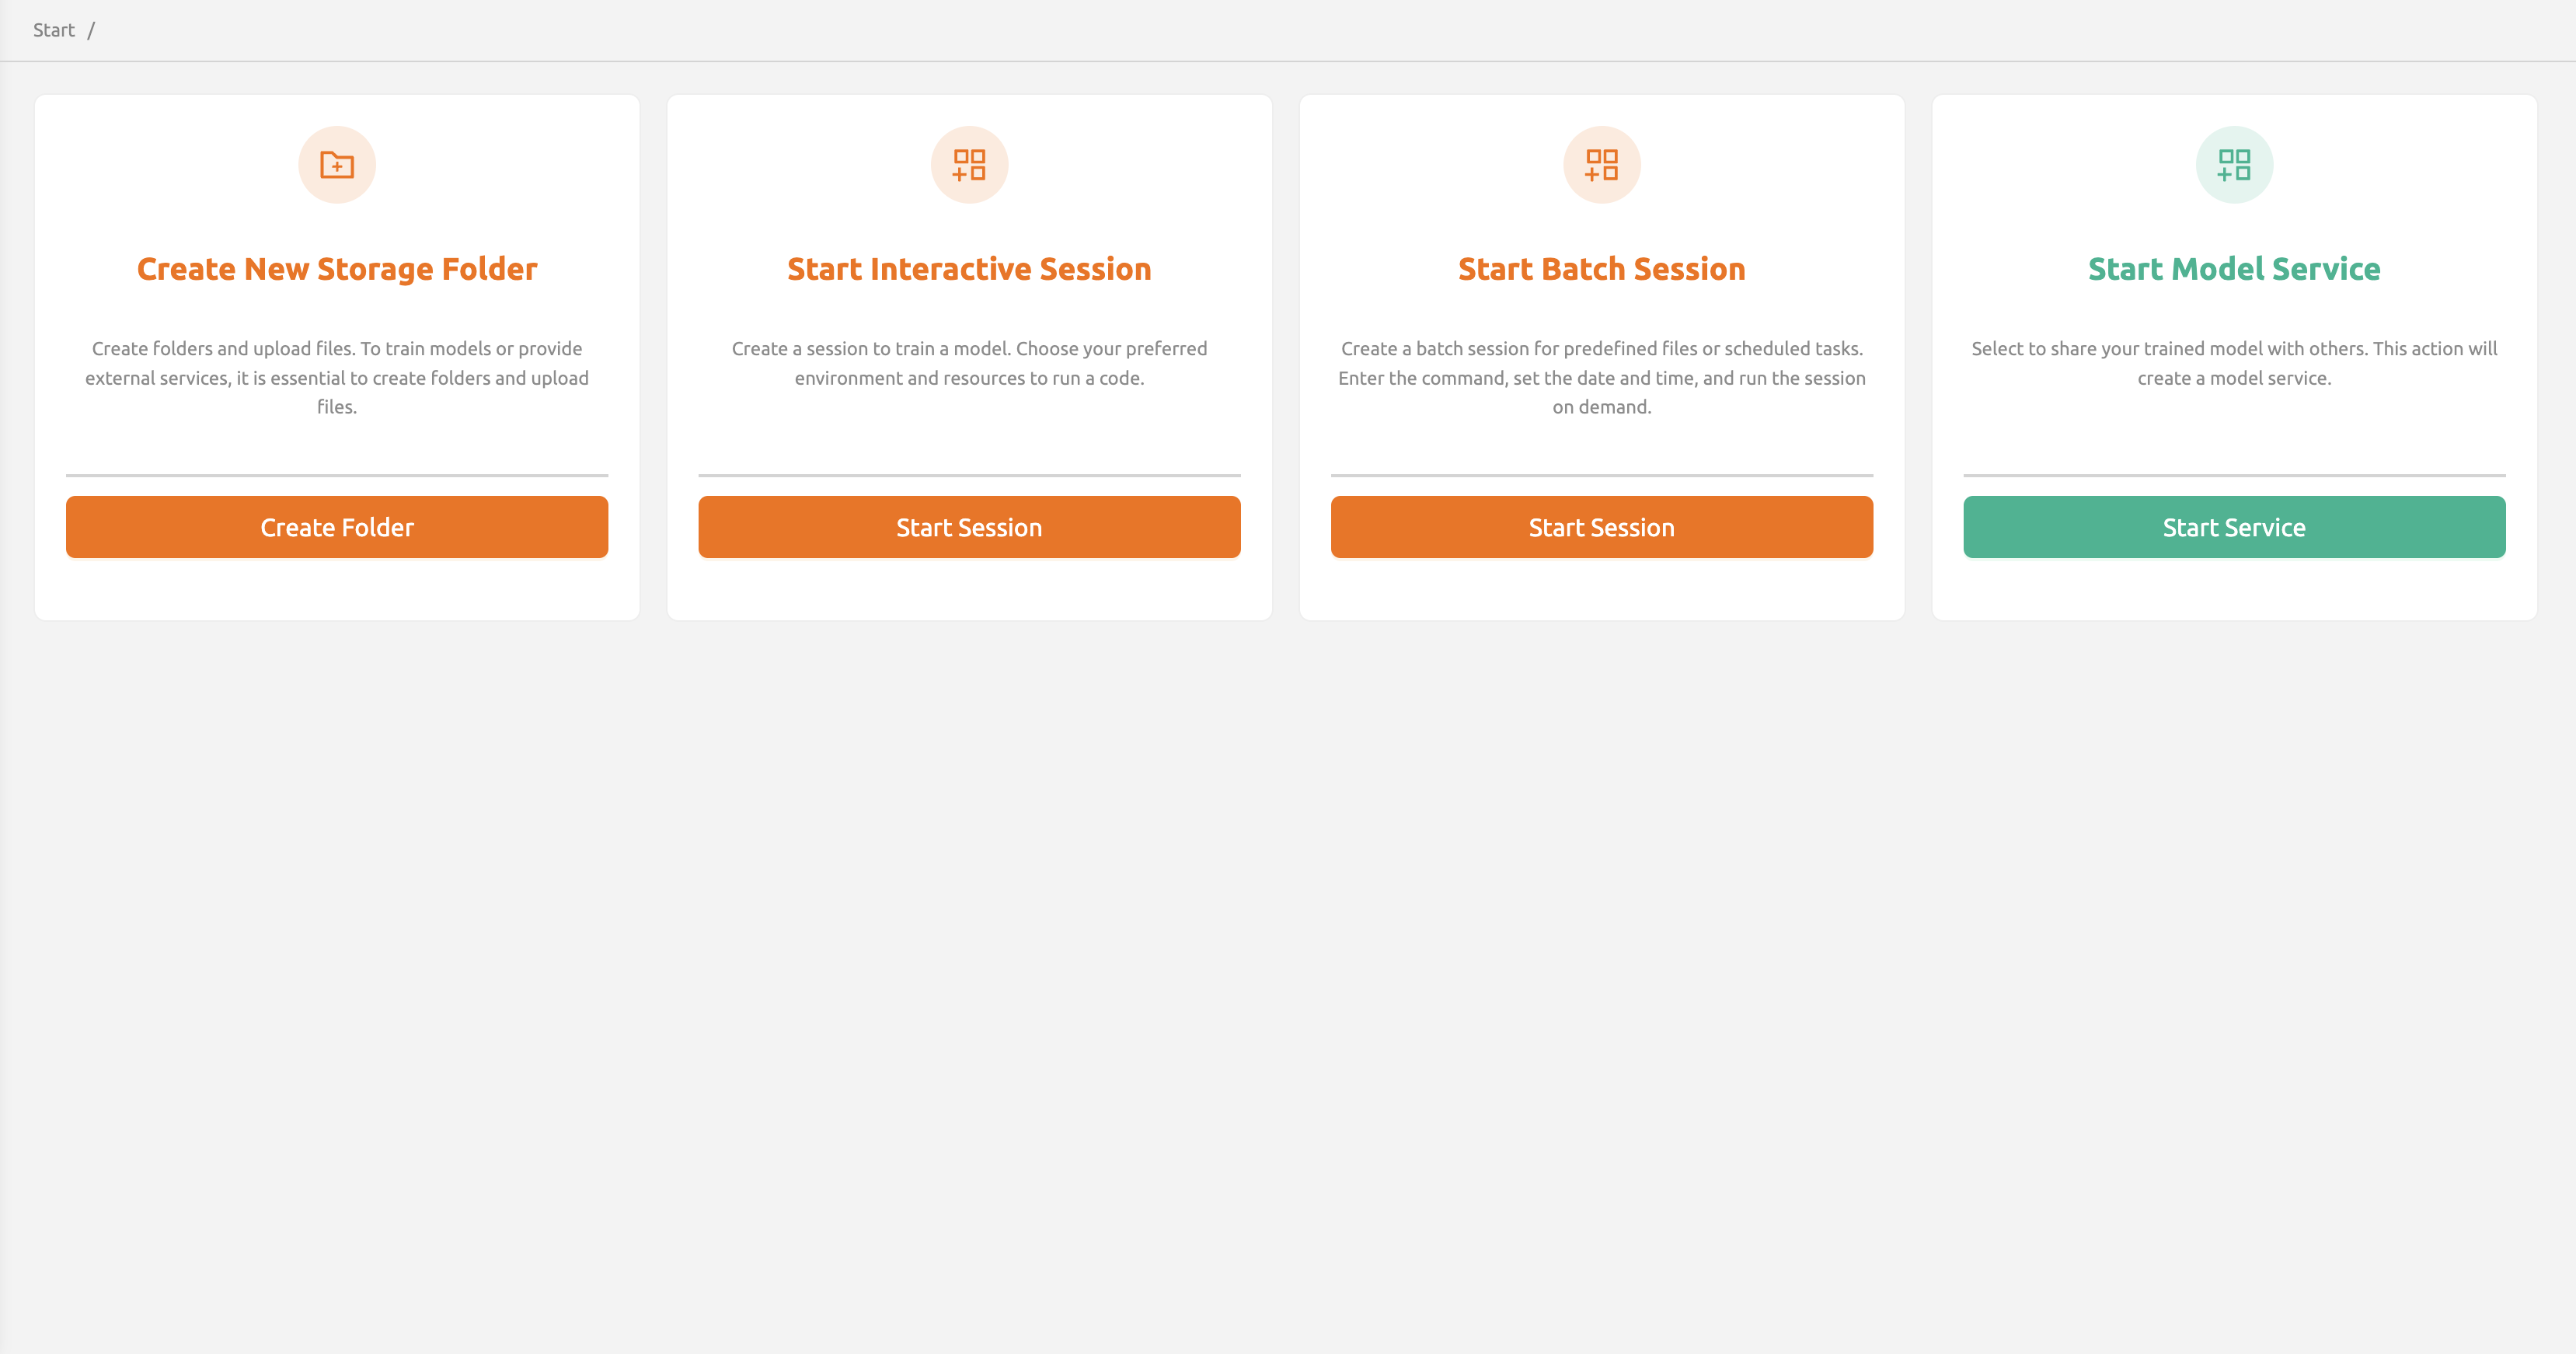 Start /
Create New Storage Folder
Create folders and upload files. To train models or provide
external services, it is essential to create folders and upload
files.
Create Folder
Start Interactive Session
Create a session to train a model. Choose your preferred
environment and resources to run a code.
Start Session
Start Batch Session
Create a batch session for predefined files or scheduled tasks.
Enter the command, set the date and time, and run the session
on demand.
Start Session
Start Model Service
Select to share your trained model with others. This action will
create a model service.
Start Service